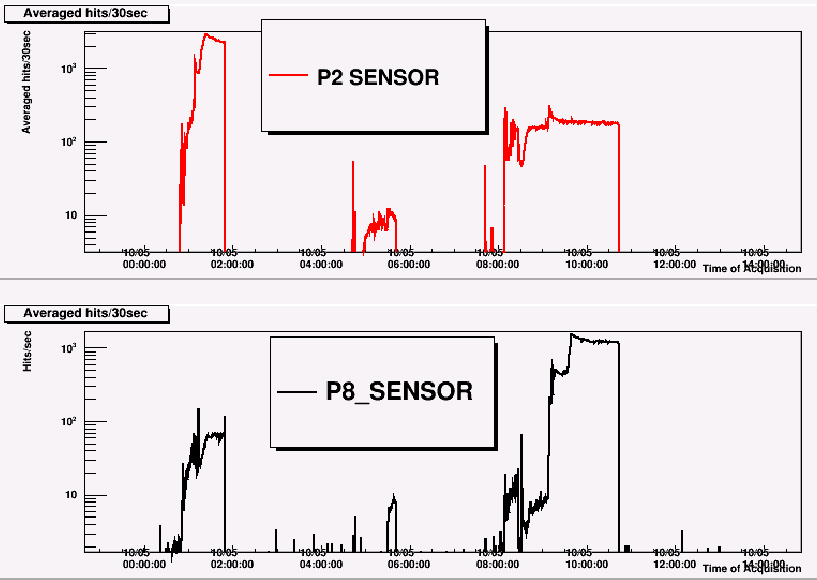 Averaged hits/30sec
Averaged hits/30sec
P2 SENSOR
10³
10²
10
10/05 10/05 10/05 10/05 10/05 10/05 10/05 10/05
00:00:00 02:00:00 04:00:00 06:00:00 08:00:00 10:00:00 12:00:00 14:00:00
Time of Acquisition
Averaged hits/30sec
Hits/sec
P8_SENSOR
10³
10²
10
10/05 10/05 10/05 10/05 10/05 10/05 10/05 10/05
00:00:00 02:00:00 04:00:00 06:00:00 08:00:00 10:00:00 12:00:00 14:00:00
Time of Acquisition